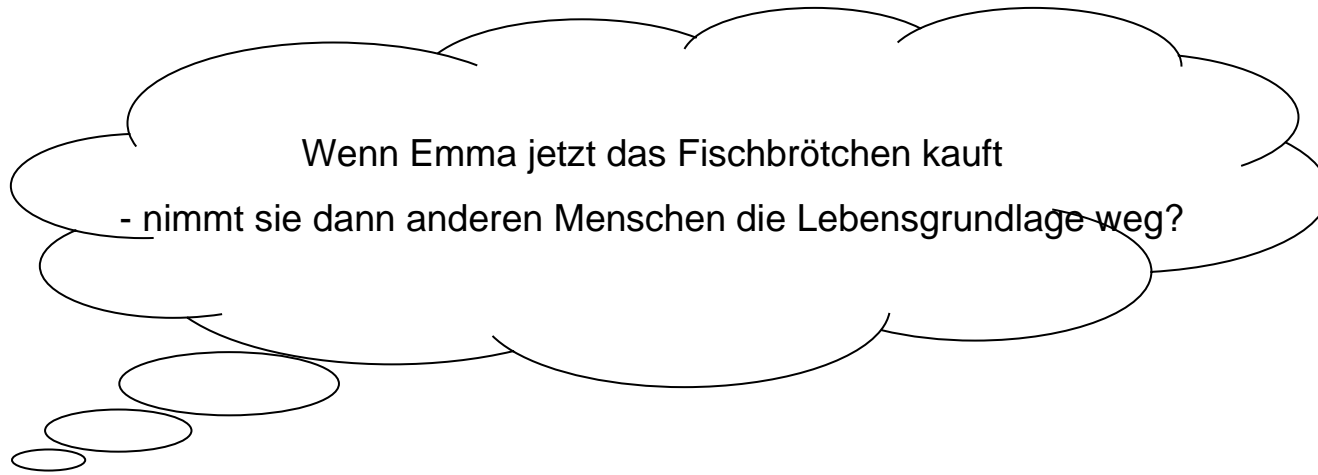 Wenn Emma jetzt das Fischbrötchen kauft
- nimmt sie dann anderen Menschen die Lebensgrundlage weg?